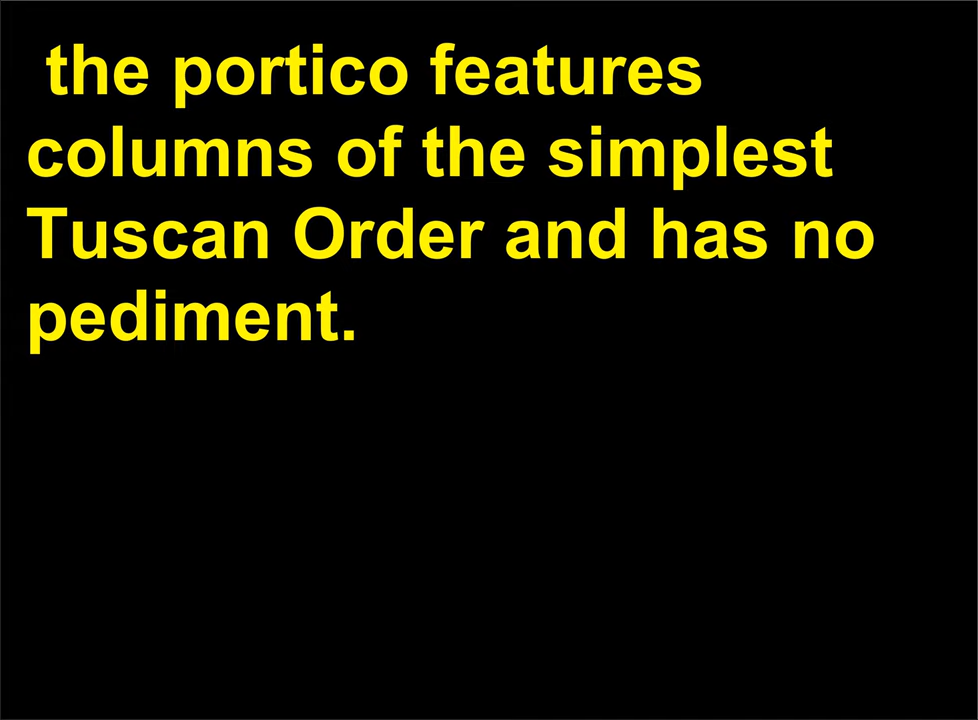 the portico features
columns of the simplest
Tuscan Order and has no
pediment.